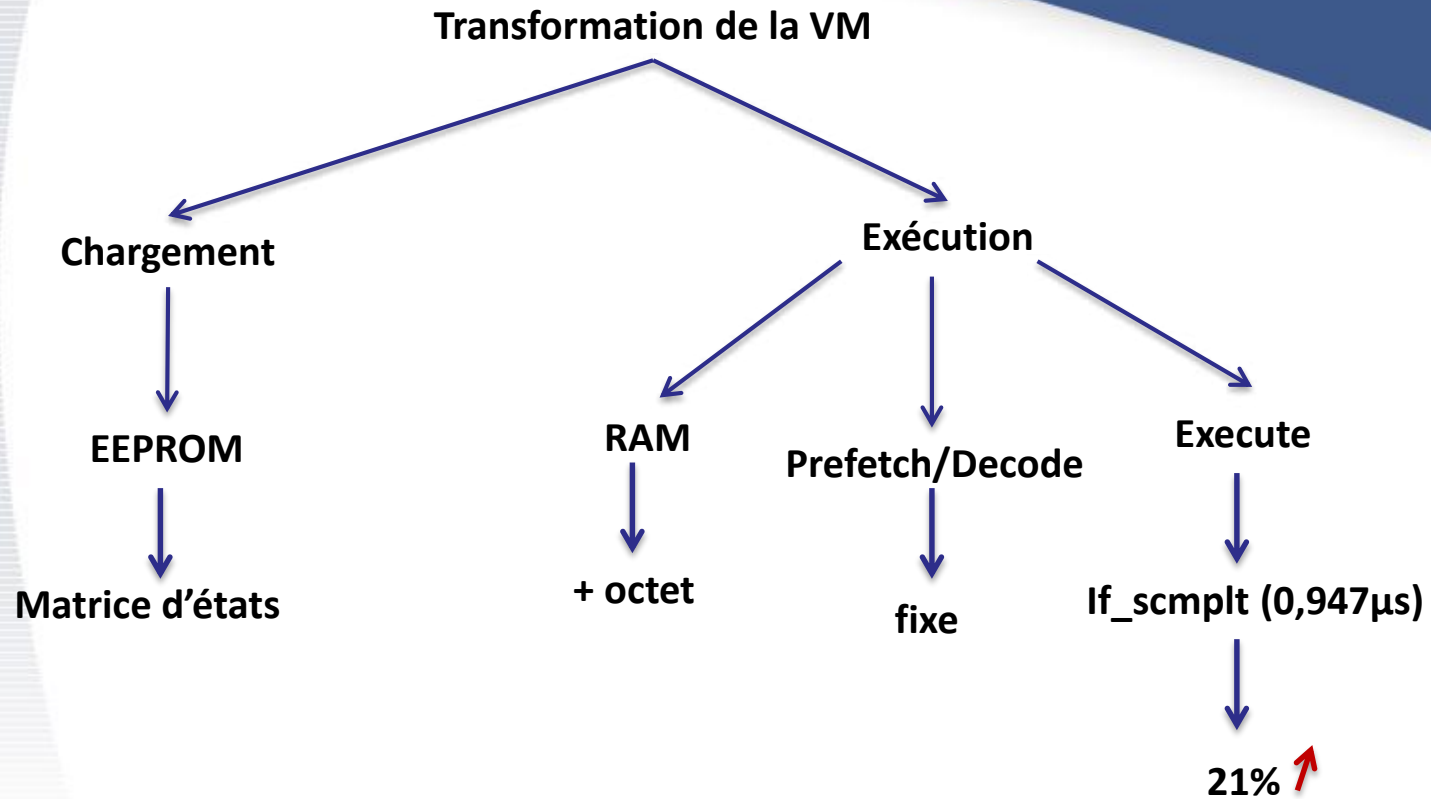 Transformation de la VM
Chargement
Exécution
EEPROM
RAM
Prefetch/Decode
Execute
Matrice d'états
+ octet
fixe
If_scmplt (0,947µs)
21%